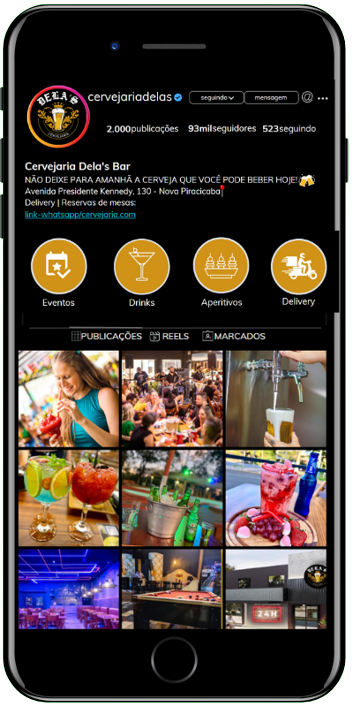 DELA'S
CERVEJARIA
cervejariadelas
seguindo
mensagem
2.000publicações 93milseguidores 523seguindo
Cervejaria Dela's Bar
NÃO DEIXE PARA AMANHÃ A CERVEJA QUE VOCÊ PODE BEBER HOJE!
Avenida Presidente Kennedy, 130 - Nova Piracicaba
Delivery | Reservas de mesas:
link-whatsapp/cervejaria.com
Eventos Drinks Aperitivos Delivery
PUBLICAÇÕES REELS MARCADOS
DELA'S
24H